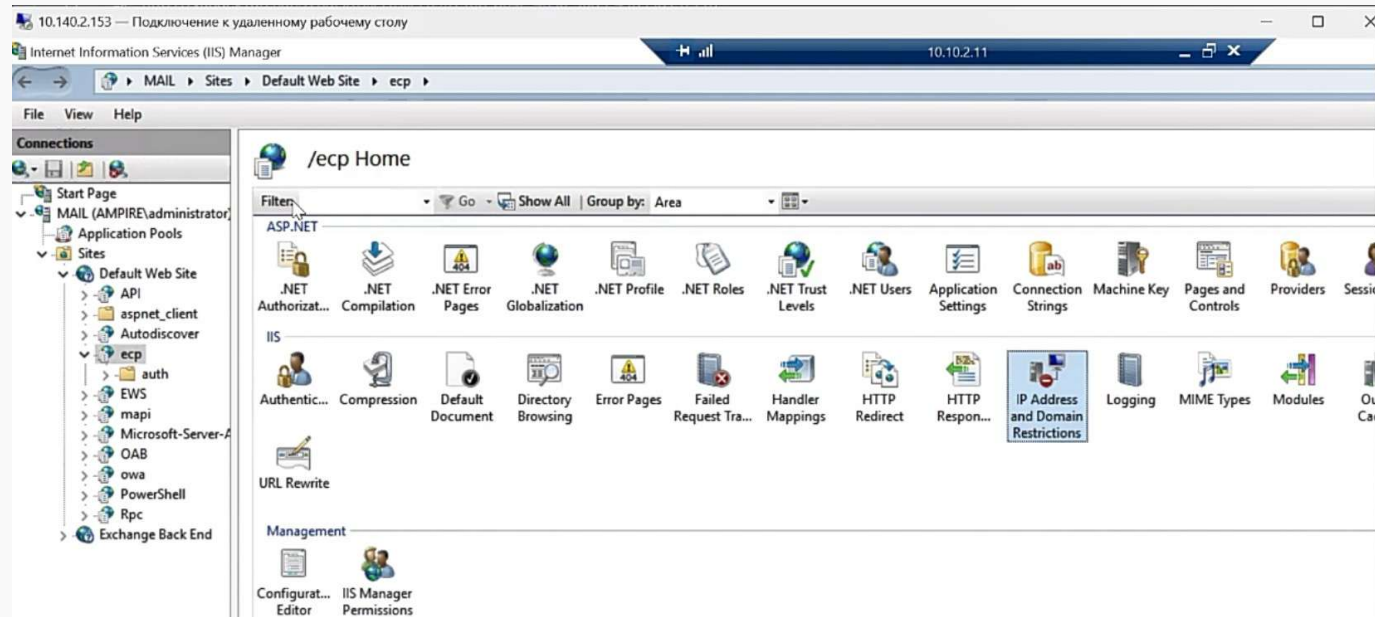 10.140.2.153 — Подключение к удаленному рабочему столу
Internet Information Services (IIS) Manager
10.10.2.11
MAIL
Sites
Default Web Site
ecp
File View Help
Connections
Start Page
MAIL (AMPIRE\administrator)
Application Pools
Sites
Default Web Site
API
aspnet_client
Autodiscover
ecp
auth
EWS
mapi
Microsoft-Server-A
OAB
owa
PowerShell
Rpc
Exchange Back End
/ecp Home
Filter: Go Show All Group by: Area
ASP.NET
.NET Authorizat...
.NET Compilation
.NET Error Pages
.NET Globalization
.NET Profile
.NET Roles
.NET Trust Levels
.NET Users
Application Settings
Connection Strings
Machine Key
Pages and Controls
Providers
IIS
Authentic...
Compression
Default Document
Directory Browsing
Error Pages
Failed Request Tra...
Handler Mappings
HTTP Redirect
HTTP Respon...
IP Address and Domain Restrictions
Logging
MIME Types
Modules
URL Rewrite
Management
Configurat... Editor
IIS Manager Permissions